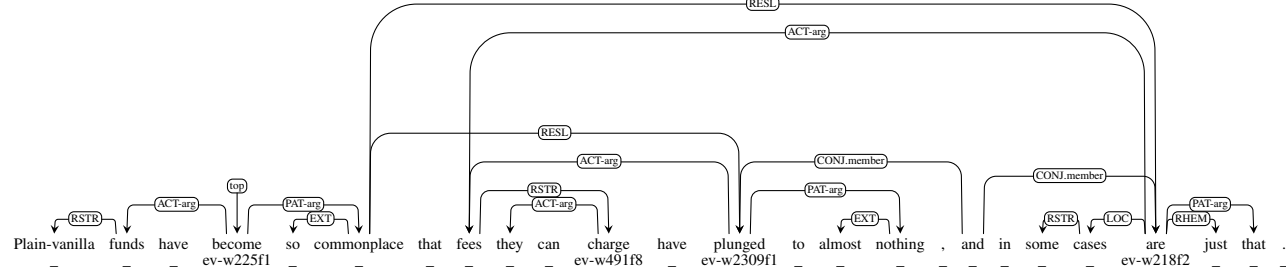 RESL
ACT-arg
RESL
ACT-arg CONJ.member
CONJ.member
top RSTR PAT-arg
ACT-arg PAT-arg ACT-arg PAT-arg
RSTR EXT EXT RSTR LOC RHEM
Plain-vanilla funds have become so commonplace that fees they can charge have plunged to almost nothing , and in some cases are just that .
_ _ _ ev-w225f1 _ _ _ _ _ _ ev-w491f8 _ ev-w2309f1 _ _ _ _ _ _ _ _ ev-w218f2 _ _ _